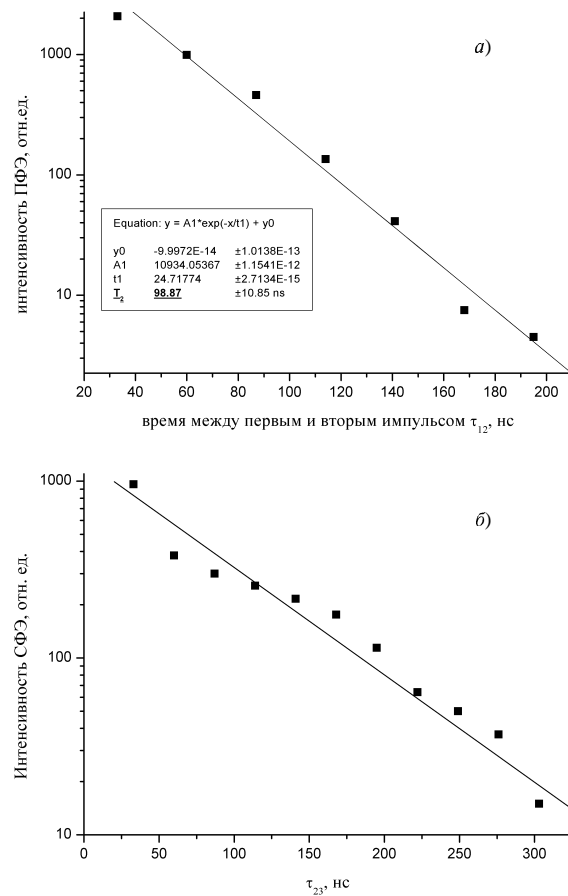 а)
интенсивность ПФЭ, отн.ед.
1000
100
10
Equation: y = A1*exp(-x/t1) + y0
y0 -9.9972E-14 ±1.0138E-13
A1 10934.05367 ±1.1541E-12
t1 24.71774 ±2.7134E-15
T2 98.87 ±10.85 ns
20 40 60 80 100 120 140 160 180 200
время между первым и вторым импульсом τ12, нс
б)
Интенсивность СФЭ, отн. ед.
1000
100
10
0 50 100 150 200 250 300
τ23, нс